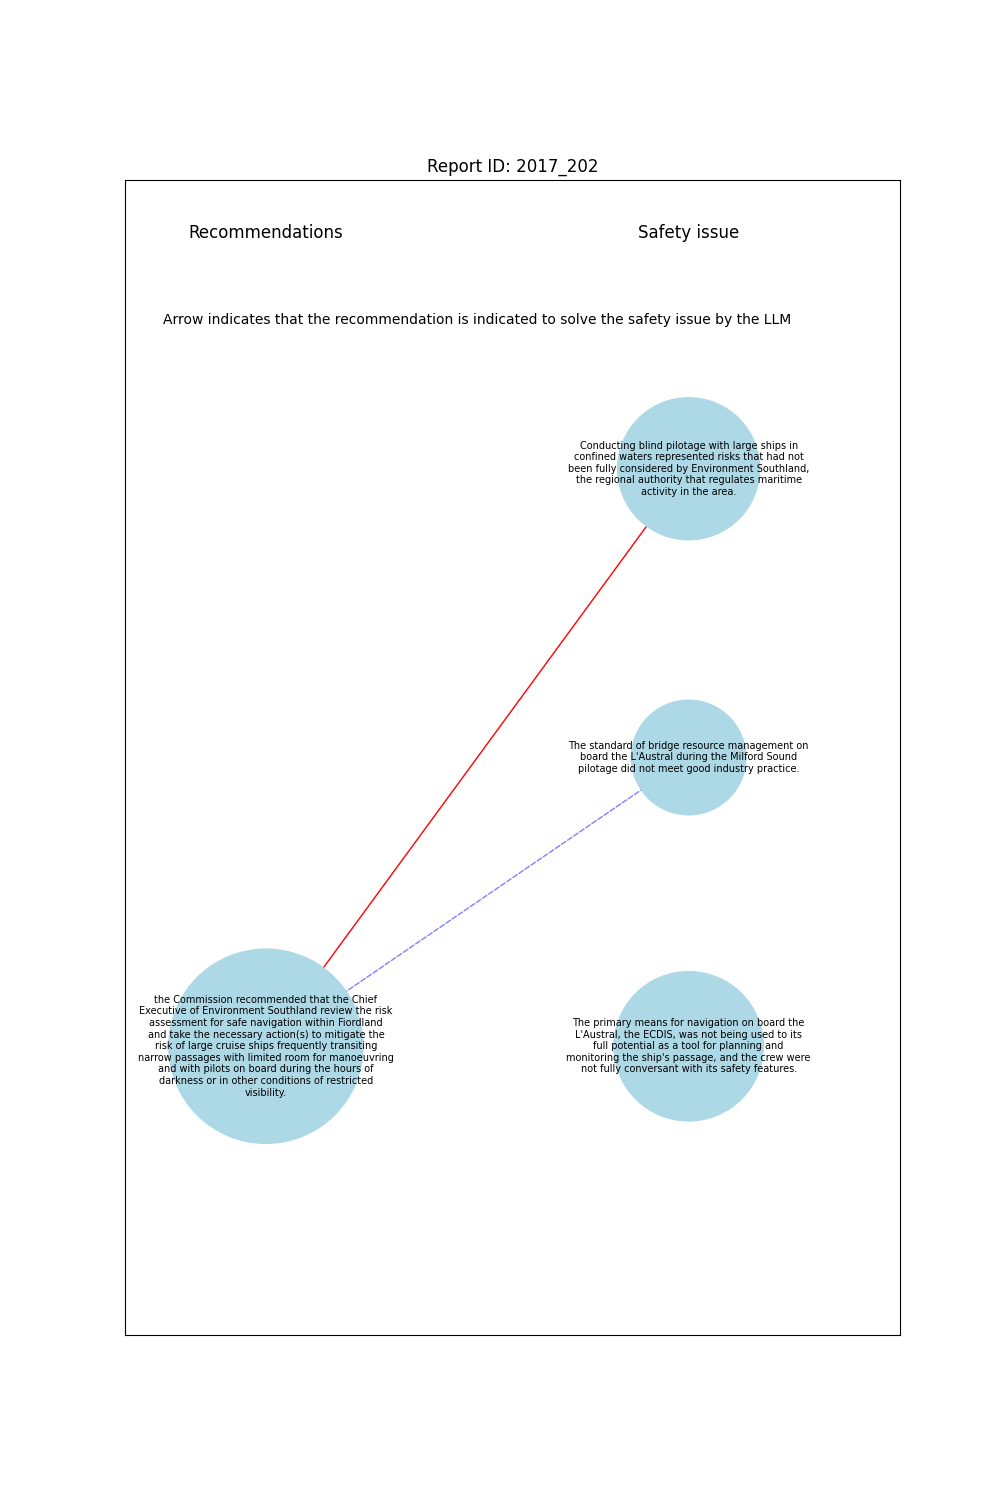 Report ID: 2017_202
Recommendations
Safety issue
Arrow indicates that the recommendation is indicated to solve the safety issue by the LLM
Conducting blind pilotage with large ships in
confined waters represented risks that had not
been fully considered by Environment Southland,
the regional authority that regulates maritime
activity in the area.
The standard of bridge resource management on
board the L'Austral during the Milford Sound
pilotage did not meet good industry practice.
the Commission recommended that the Chief
Executive of Environment Southland review the risk
assessment for safe navigation within Fiordland
and take the necessary action(s) to mitigate the
risk of large cruise ships frequently transiting
narrow passages with limited room for manoeuvring
and with pilots on board during the hours of
darkness or in other conditions of restricted
visibility.
The primary means for navigation on board the
L'Austral, the ECDIS, was not being used to its
full potential as a tool for planning and
monitoring the ship's passage, and the crew were
not fully conversant with its safety features.